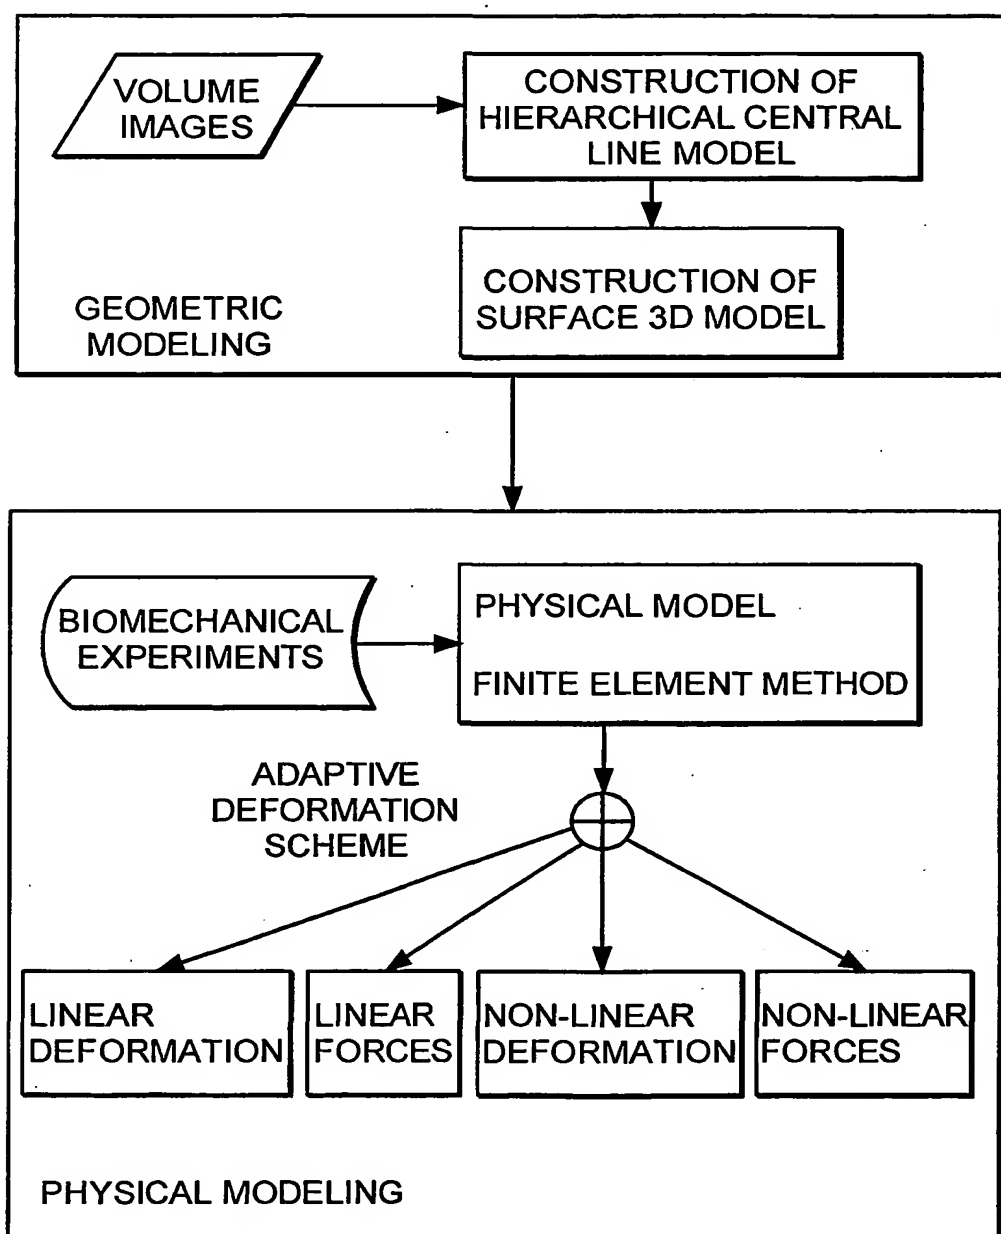 VOLUME
IMAGES
CONSTRUCTION OF
HIERARCHICAL CENTRAL
LINE MODEL
CONSTRUCTION OF
SURFACE 3D MODEL
GEOMETRIC
MODELING
BIOMECHANICAL
EXPERIMENTS
PHYSICAL MODEL
FINITE ELEMENT METHOD
ADAPTIVE
DEFORMATION
SCHEME
LINEAR
DEFORMATION
LINEAR
FORCES
NON-LINEAR
DEFORMATION
NON-LINEAR
FORCES
PHYSICAL MODELING